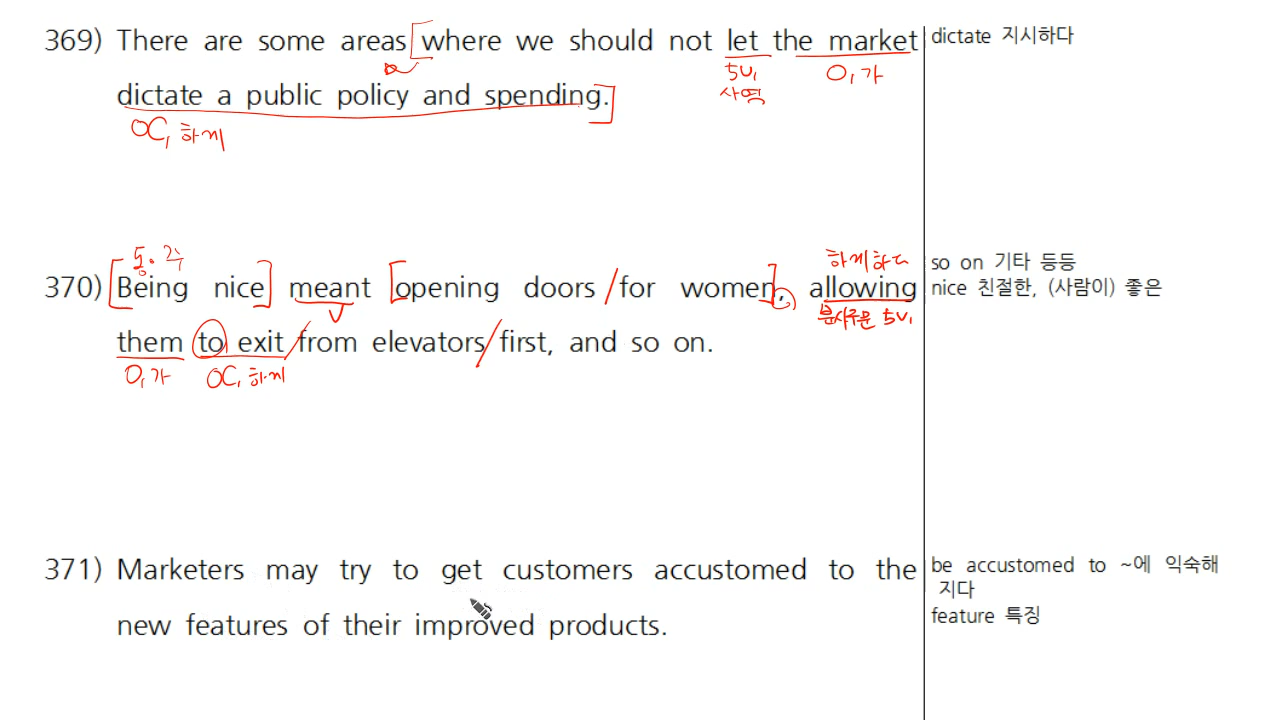 369) There are some areas where we should not let the market
dictate 지시하다
5V, 사역
O, 가
dictate a public policy and spending.
OC, 하게
동. 주
하게하다
so on 기타 등등
370) Being nice meant opening doors for women, allowing
nice 친절한, (사람이) 좋은
V
분사구문 5V,
them to exit from elevators first, and so on.
O, 가
OC, 하게
371) Marketers may try to get customers accustomed to the
be accustomed to ~에 익숙해
지다
feature 특징
new features of their improved products.